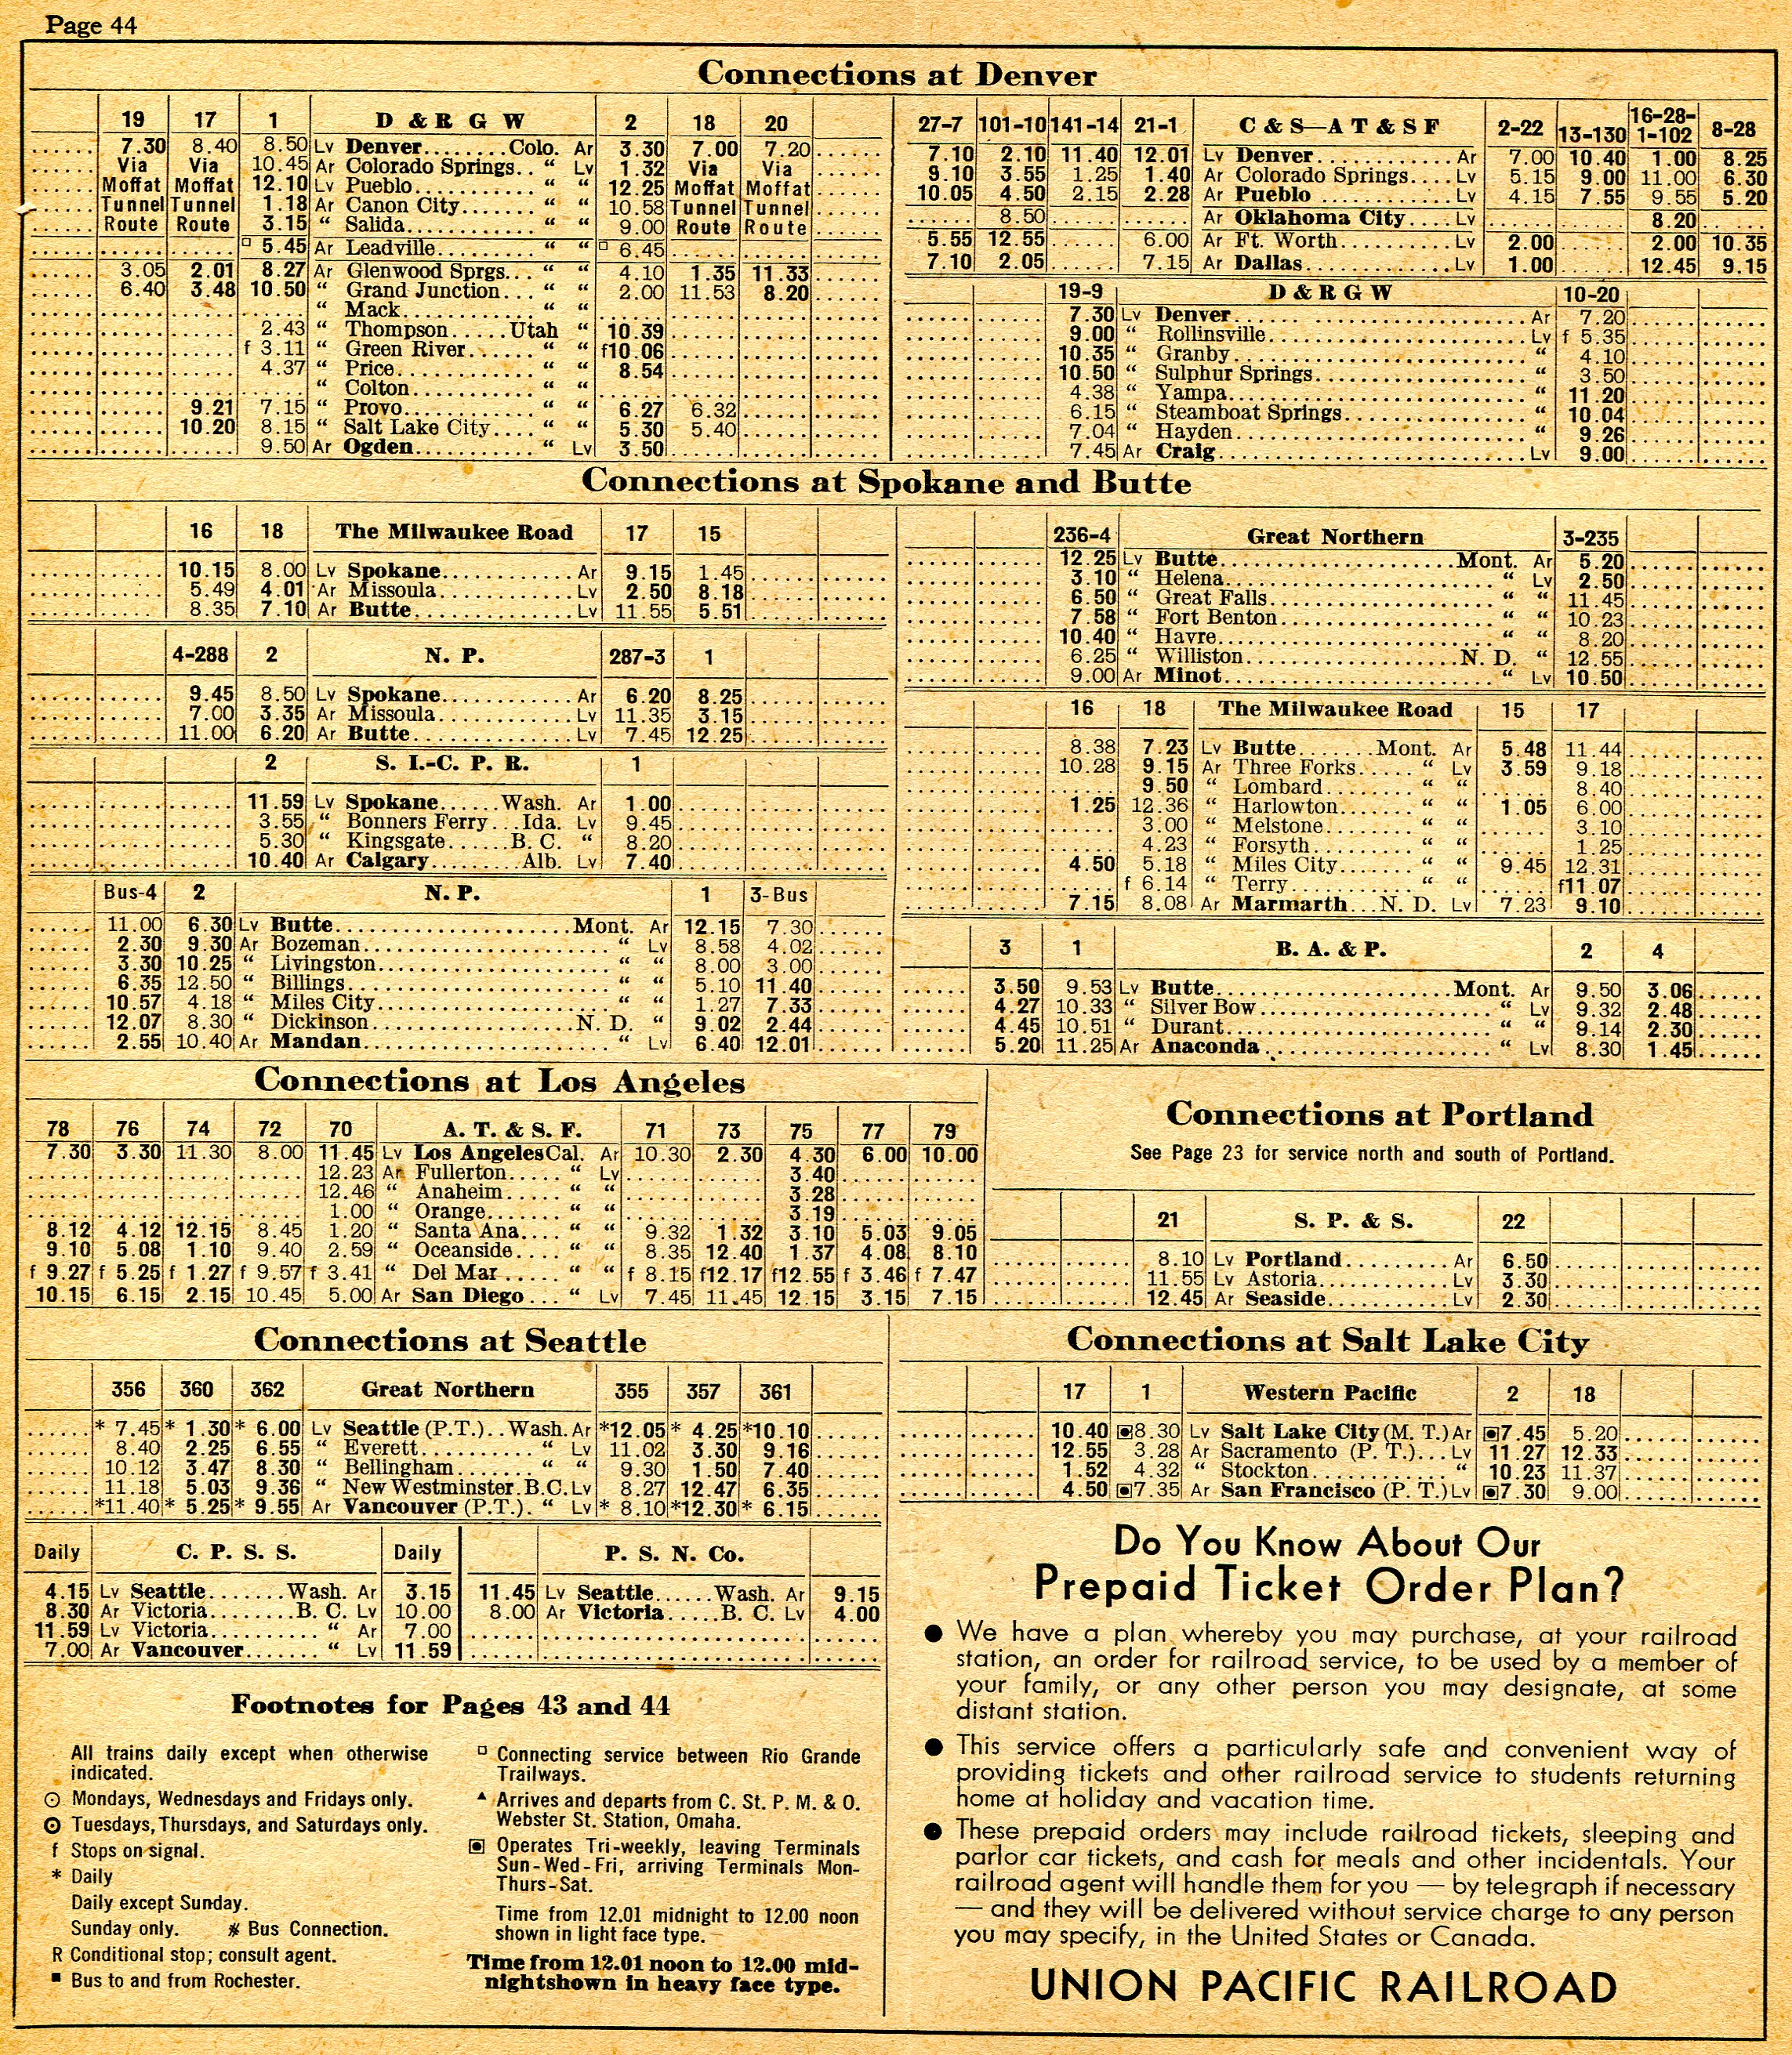 Page 44
Connections at Denver
19 17 1 D & R G W 2 18 20
7.30 8.40 8.50 Lv Denver........Colo. Ar 3.30 7.00 7.20
Via Via 10.45 Ar Colorado Springs.. “ Lv 1.32 Via Via
Moffat Moffat 12.10 Lv Pueblo............ “ “ 12.25 Moffat Moffat
Tunnel Tunnel 1.18 Ar Canon City....... “ “ 10.58 Tunnel Tunnel
Route Route 3.15 “ Salida............ “ “ 9.00 Route Route
□ 5.45 Ar Leadville.......... “ “ □ 6.45
3.05 2.01 8.27 Ar Glenwood Sprgs... “ “ 4.10 1.35 11.33
6.40 3.48 10.50 “ Grand Junction... “ “ 2.00 11.53 8.20
“ Mack............. “ “
2.43 “ Thompson.....Utah “ 10.39
f 3.11 “ Green River....... “ “ f10.06
4.37 “ Price............. “ “ 8.54
“ Colton............ “ “
9.21 7.15 “ Provo............. “ “ 6.27 6.32
10.20 8.15 “ Salt Lake City.... “ “ 5.30 5.40
9.50 Ar Ogden............ “ Lv 3.50
27-7 101-10 141-14 21-1 C & S—A T & S F 2-22 13-130 16-28-1-102 8-28
7.10 2.10 11.40 12.01 Lv Denver..............Ar 7.00 10.40 1.00 8.25
9.10 3.55 1.25 1.40 Ar Colorado Springs....Lv 5.15 9.00 11.00 6.30
10.05 4.50 2.15 2.28 Ar Pueblo..............Lv 4.15 7.55 9.55 5.20
8.50 Ar Oklahoma City.....Lv 8.20
5.55 12.55 6.00 Ar Ft. Worth............Lv 2.00 2.00 10.35
7.10 2.05 7.15 Ar Dallas...............Lv 1.00 12.45 9.15
19-9 D & R G W 10-20
7.30 Lv Denver..............Ar 7.20
9.00 “ Rollinsville..............Lv f 5.35
10.35 “ Granby.............. “ 4.10
10.50 “ Sulphur Springs.............. “ 3.50
4.38 “ Yampa.............. “ 11.20
6.15 “ Steamboat Springs.............. “ 10.04
7.04 “ Hayden.............. “ 9.26
7.45 Ar Craig..............Lv 9.00
Connections at Spokane and Butte
16 18 The Milwaukee Road 17 15
10.15 8.00 Lv Spokane............Ar 9.15 1.45
5.49 4.01 Ar Missoula............Lv 2.50 8.18
8.35 7.10 Ar Butte..............Lv 11.55 5.51
4-288 2 N. P. 287-3 1
9.45 8.50 Lv Spokane............Ar 6.20 8.25
7.00 3.35 Ar Missoula............Lv 11.35 3.15
11.00 6.20 Ar Butte..............Lv 7.45 12.25
2 S. I.-C. P. R. 1
11.59 Lv Spokane......Wash. Ar 1.00
3.55 “ Bonners Ferry...Ida. Lv 9.45
5.30 “ Kingsgate......B. C. “ 8.20
10.40 Ar Calgary.........Alb. Lv 7.40
Bus-4 2 N. P. 1 3-Bus
11.00 6.30 Lv Butte..............Mont. Ar 12.15 7.30
2.30 9.30 Ar Bozeman.............. “ Lv 8.58 4.02
3.30 10.25 “ Livingston.............. “ “ 8.00 3.00
6.35 12.50 “ Billings.............. “ “ 5.10 11.40
10.57 4.18 “ Miles City.............. “ “ 1.27 7.33
12.07 8.30 “ Dickinson..............N. D. “ 9.02 2.44
2.55 10.40 Ar Mandan.............. “ Lv 6.40 12.01
236-4 Great Northern 3-235
12.25 Lv Butte..............Mont. Ar 5.20
3.10 “ Helena.............. “ Lv 2.50
6.50 “ Great Falls.............. “ “ 11.45
7.58 “ Fort Benton.............. “ “ 10.23
10.40 “ Havre.............. “ “ 8.20
6.25 “ Williston..............N. D. “ 12.55
9.00 Ar Minot.............. “ Lv 10.50
16 18 The Milwaukee Road 15 17
8.38 7.23 Lv Butte.......Mont. Ar 5.48 11.44
10.28 9.15 Ar Three Forks..... “ Lv 3.59 9.18
9.50 “ Lombard........ “ “ 8.40
1.25 12.36 “ Harlowton....... “ “ 1.05 6.00
3.00 “ Melstone........ “ “ 3.10
4.23 “ Forsyth......... “ “ 1.25
4.50 5.18 “ Miles City....... “ “ 9.45 12.31
f 6.14 “ Terry........... “ “ f11.07
7.15 8.08 Ar Marmarth...N. D. Lv 7.23 9.10
3 1 B. A. & P. 2 4
3.50 9.53 Lv Butte..............Mont. Ar 9.50 3.06
4.27 10.33 “ Silver Bow.............. “ Lv 9.32 2.48
4.45 10.51 “ Durant.............. “ “ 9.14 2.30
5.20 11.25 Ar Anaconda.............. “ Lv 8.30 1.45
Connections at Los Angeles
78 76 74 72 70 A. T. & S. F. 71 73 75 77 79
7.30 3.30 11.30 8.00 11.45 Lv Los Angeles Cal. Ar 10.30 2.30 4.30 6.00 10.00
12.23 Ar Fullerton..... “ Lv 3.40
12.46 “ Anaheim..... “ “ 3.28
1.00 “ Orange....... “ “ 3.19
8.12 4.12 12.15 8.45 1.20 “ Santa Ana.... “ “ 9.32 1.32 3.10 5.03 9.05
9.10 5.08 1.10 9.40 2.59 “ Oceanside.... “ “ 8.35 12.40 1.37 4.08 8.10
f 9.27 f 5.25 f 1.27 f 9.57 f 3.41 “ Del Mar...... “ “ f 8.15 f12.17 f12.55 f 3.46 f 7.47
10.15 6.15 2.15 10.45 5.00 Ar San Diego... “ Lv 7.45 11.45 12.15 3.15 7.15
Connections at Portland
See Page 23 for service north and south of Portland.
21 S. P. & S. 22
8.10 Lv Portland...........Ar 6.50
11.55 Lv Astoria............Lv 3.30
12.45 Ar Seaside............Lv 2.30
Connections at Seattle
356 360 362 Great Northern 355 357 361
* 7.45 * 1.30 * 6.00 Lv Seattle (P.T.)..Wash. Ar *12.05 * 4.25 *10.10
8.40 2.25 6.55 “ Everett.......... “ Lv 11.02 3.30 9.16
10.12 3.47 8.30 “ Bellingham....... “ “ 9.30 1.50 7.40
11.18 5.03 9.36 “ New Westminster B.C. Lv 8.27 12.47 6.35
*11.40 * 5.25 * 9.55 Ar Vancouver (P.T.). “ Lv * 8.10 *12.30 * 6.15
Daily C. P. S. S. Daily
4.15 Lv Seattle.......Wash. Ar 3.15
8.30 Ar Victoria........B. C. Lv 10.00
11.59 Lv Victoria.......... “ Ar 7.00
7.00 Ar Vancouver....... “ Lv 11.59
P. S. N. Co.
11.45 Lv Seattle......Wash. Ar 9.15
8.00 Ar Victoria.....B. C. Lv 4.00
Connections at Salt Lake City
17 1 Western Pacific 2 18
10.40 ▣8.30 Lv Salt Lake City (M. T.) Ar ▣7.45 5.20
12.55 3.28 Ar Sacramento (P. T.)... Lv 11.27 12.33
1.52 4.32 “ Stockton............ “ 10.23 11.37
4.50 ▣7.35 Ar San Francisco (P. T.) Lv ▣7.30 9.00
Footnotes for Pages 43 and 44
All trains daily except when otherwise
indicated.
⊙ Mondays, Wednesdays and Fridays only.
⊙ Tuesdays, Thursdays, and Saturdays only.
f Stops on signal.
* Daily
Daily except Sunday.
Sunday only. ⁕ Bus Connection.
R Conditional stop; consult agent.
■ Bus to and from Rochester.
□ Connecting service between Rio Grande
Trailways.
▲ Arrives and departs from C. St. P. M. & O.
Webster St. Station, Omaha.
▣ Operates Tri-weekly, leaving Terminals
Sun-Wed-Fri, arriving Terminals Mon-
Thurs-Sat.
Time from 12.01 midnight to 12.00 noon
shown in light face type.
Time from 12.01 noon to 12.00 mid-
nightshown in heavy face type.
Do You Know About Our
Prepaid Ticket Order Plan?
● We have a plan whereby you may purchase, at your railroad
station, an order for railroad service, to be used by a member of
your family, or any other person you may designate, at some
distant station.
● This service offers a particularly safe and convenient way of
providing tickets and other railroad service to students returning
home at holiday and vacation time.
● These prepaid orders may include railroad tickets, sleeping and
parlor car tickets, and cash for meals and other incidentals. Your
railroad agent will handle them for you — by telegraph if necessary
— and they will be delivered without service charge to any person
you may specify, in the United States or Canada.
UNION PACIFIC RAILROAD